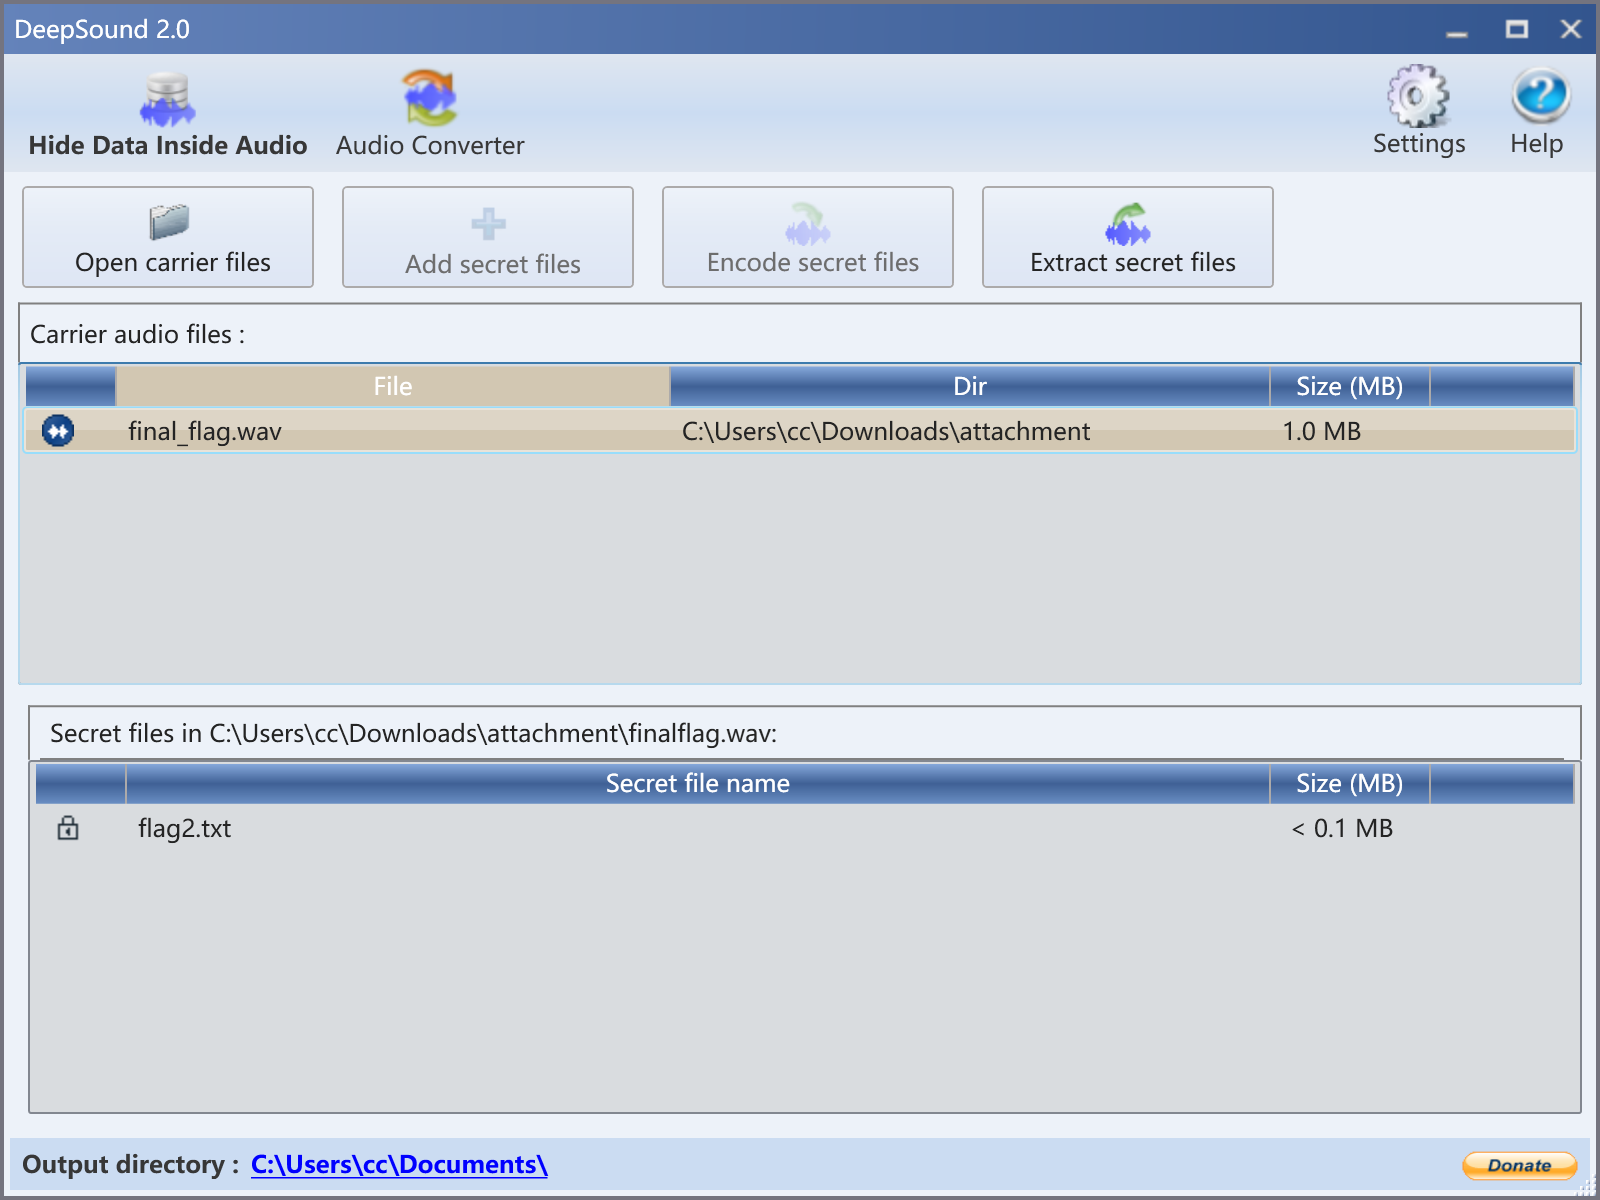 DeepSound 2.0
Hide Data Inside Audio
Audio Converter
Settings
Help
Open carrier files
Add secret files
Encode secret files
Extract secret files
Carrier audio files :
File Dir Size (MB)
final_flag.wav C:\Users\cc\Downloads\attachment 1.0 MB
Secret files in C:\Users\cc\Downloads\attachment\finalflag.wav:
Secret file name Size (MB)
flag2.txt < 0.1 MB
Output directory : C:\Users\cc\Documents\
Donate